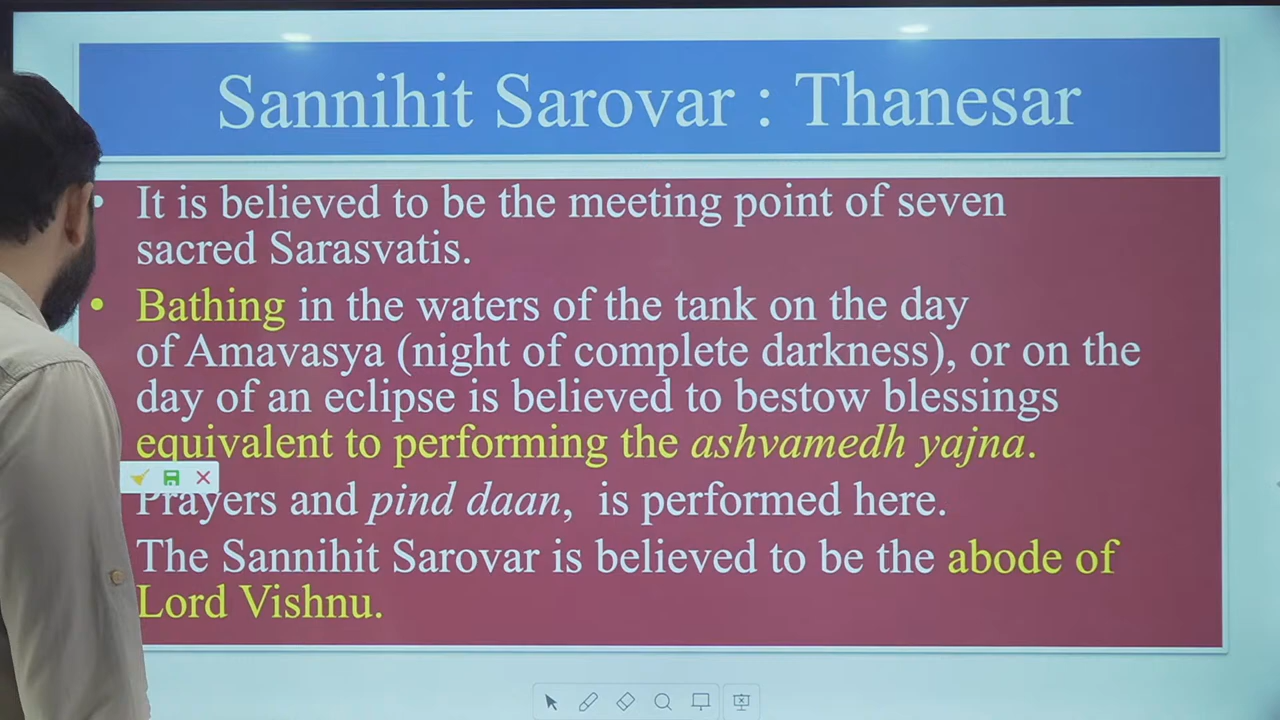 Sannihit Sarovar : Thanesar
• It is believed to be the meeting point of seven
sacred Sarasvatis.
• Bathing in the waters of the tank on the day
of Amavasya (night of complete darkness), or on the
day of an eclipse is believed to bestow blessings
equivalent to performing the ashvamedh yajna.
Prayers and pind daan,  is performed here.
The Sannihit Sarovar is believed to be the abode of
Lord Vishnu.